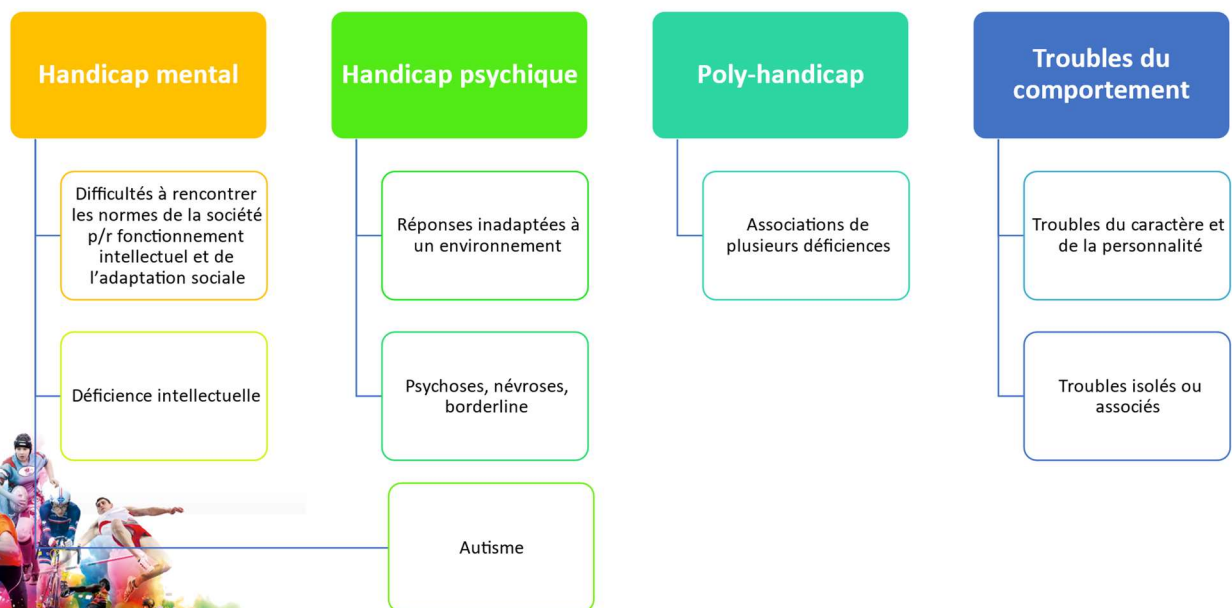 Handicap mental
Difficultés à rencontrer
les normes de la société
p/r fonctionnement
intellectuel et de
l’adaptation sociale
Déficience intellectuelle
Handicap psychique
Réponses inadaptées à
un environnement
Psychoses, névroses,
borderline
Autisme
Poly-handicap
Associations de
plusieurs déficiences
Troubles du
comportement
Troubles du caractère et
de la personnalité
Troubles isolés ou
associés